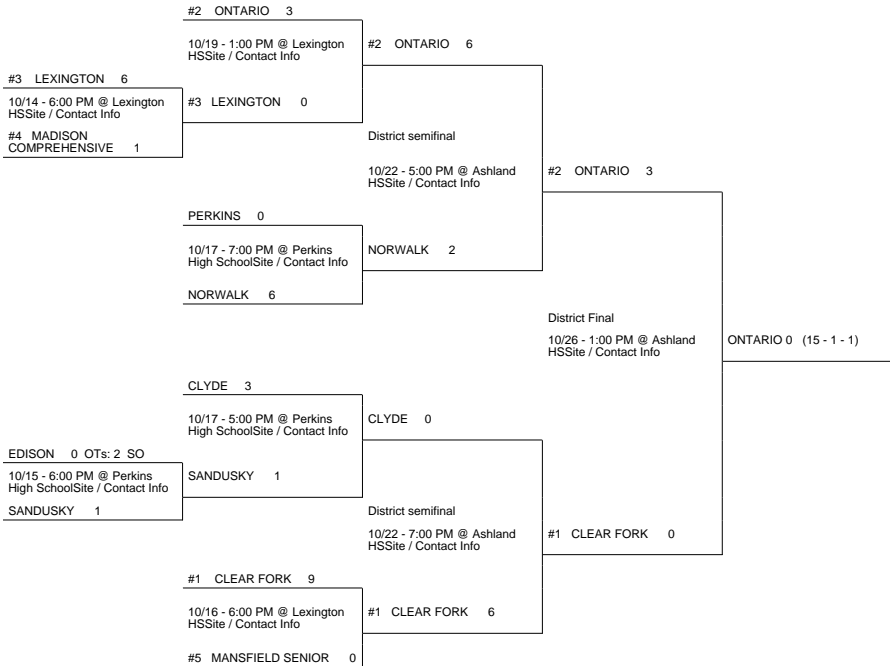 #2 ONTARIO 3
10/19 - 1:00 PM @ Lexington
HSSite / Contact Info
#2 ONTARIO 6
#3 LEXINGTON 6
10/14 - 6:00 PM @ Lexington
HSSite / Contact Info
#3 LEXINGTON 0
#4 MADISON
COMPREHENSIVE 1
District semifinal
10/22 - 5:00 PM @ Ashland
HSSite / Contact Info
#2 ONTARIO 3
PERKINS 0
10/17 - 7:00 PM @ Perkins
High SchoolSite / Contact Info
NORWALK 2
NORWALK 6
District Final
10/26 - 1:00 PM @ Ashland
HSSite / Contact Info
ONTARIO 0 (15 - 1 - 1)
CLYDE 3
10/17 - 5:00 PM @ Perkins
High SchoolSite / Contact Info
CLYDE 0
EDISON 0 OTs: 2 SO
10/15 - 6:00 PM @ Perkins
High SchoolSite / Contact Info
SANDUSKY 1
SANDUSKY 1
District semifinal
10/22 - 7:00 PM @ Ashland
HSSite / Contact Info
#1 CLEAR FORK 0
#1 CLEAR FORK 9
10/16 - 6:00 PM @ Lexington
HSSite / Contact Info
#1 CLEAR FORK 6
#5 MANSFIELD SENIOR 0